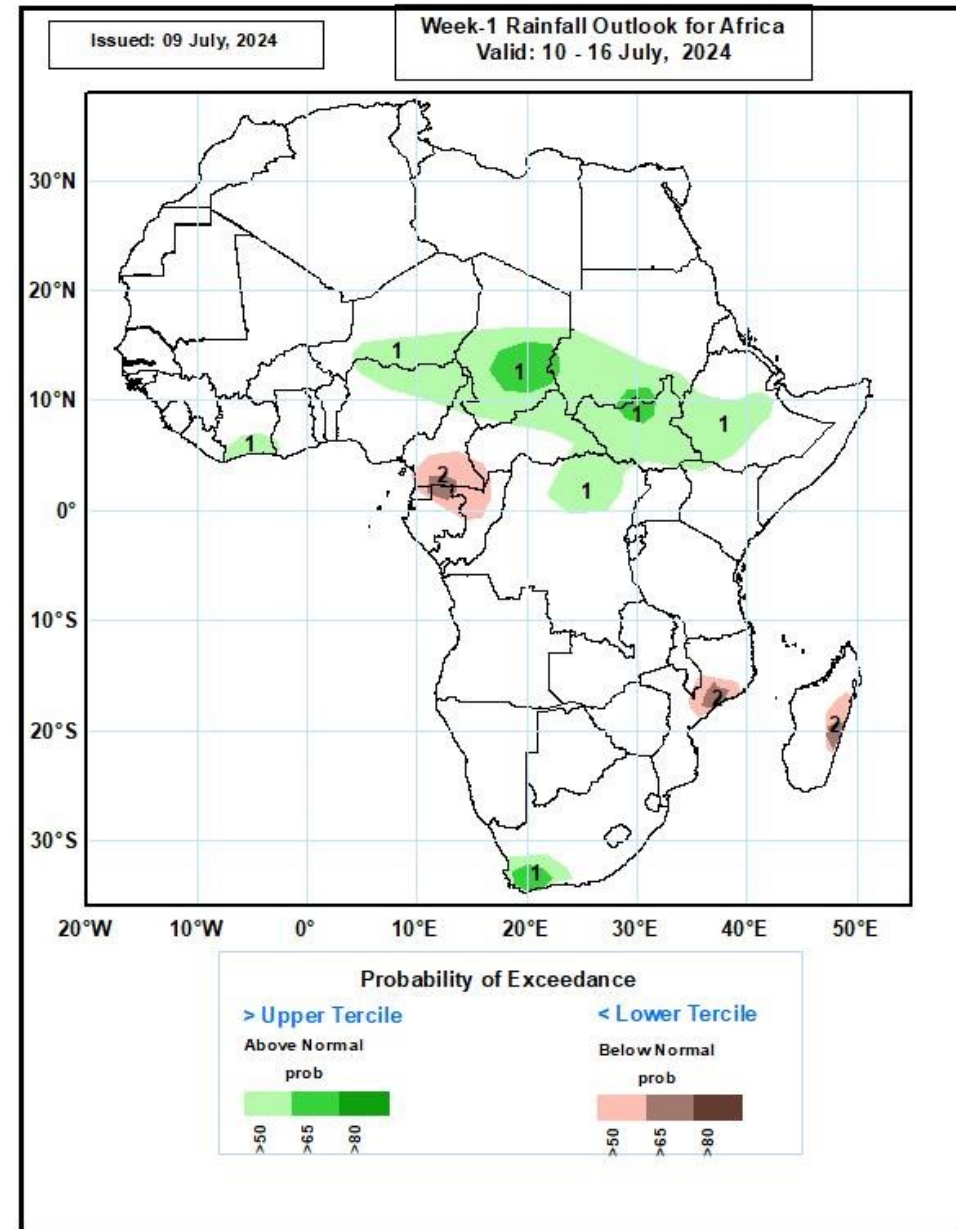 Issued: 09 July, 2024
Week-1 Rainfall Outlook for Africa
Valid: 10 - 16 July, 2024
30°N
20°N
10°N
0°
10°S
20°S
30°S
1
1
1
1
1
1
2
1
2
2
1
20°W 10°W 0° 10°E 20°E 30°E 40°E 50°E
Probability of Exceedance
> Upper Tercile
< Lower Tercile
Above Normal
Below Normal
prob
prob
>50 >65 >80
>50 >65 >80